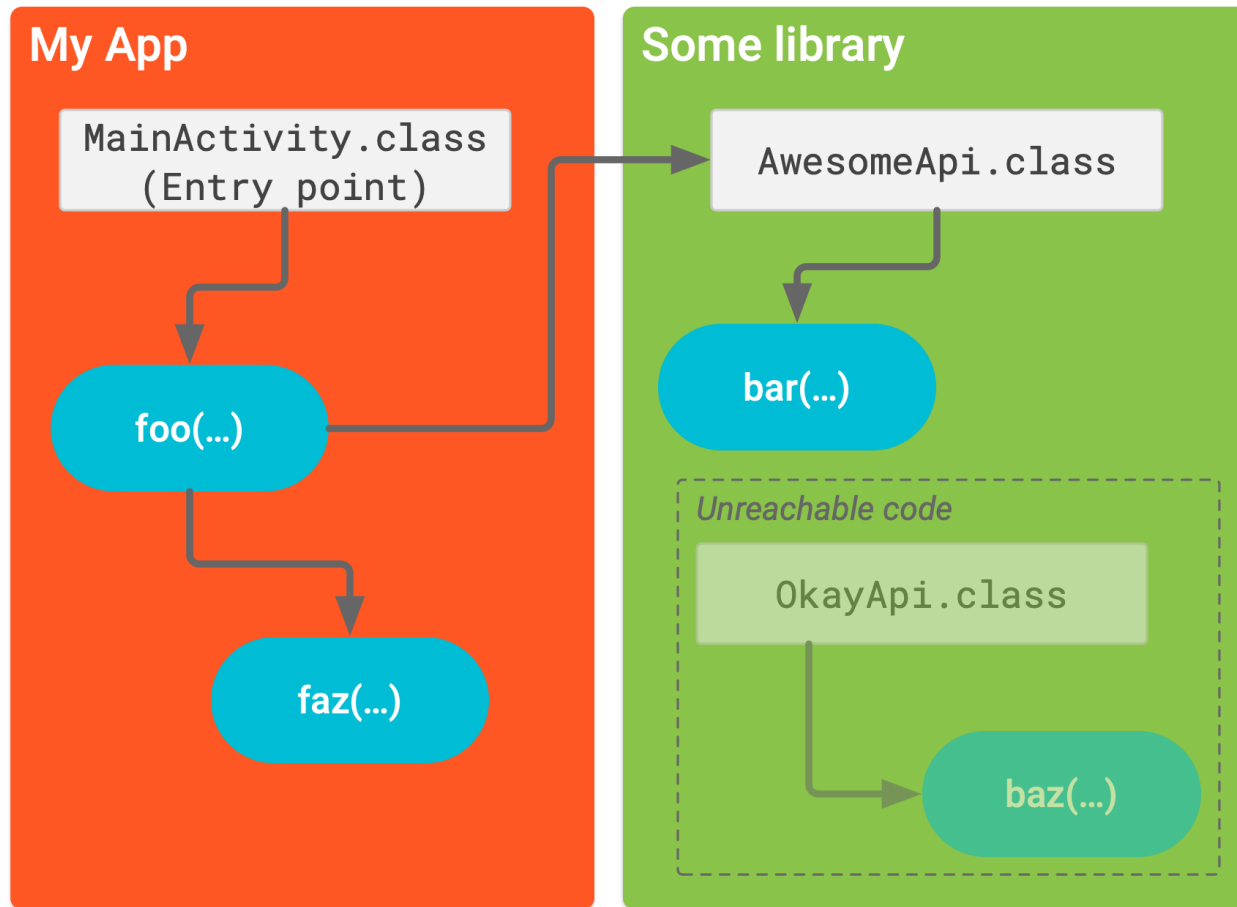 My App
MainActivity.class
(Entry point)
foo(…)
faz(…)
Some library
AwesomeApi.class
bar(…)
Unreachable code
OkayApi.class
baz(…)